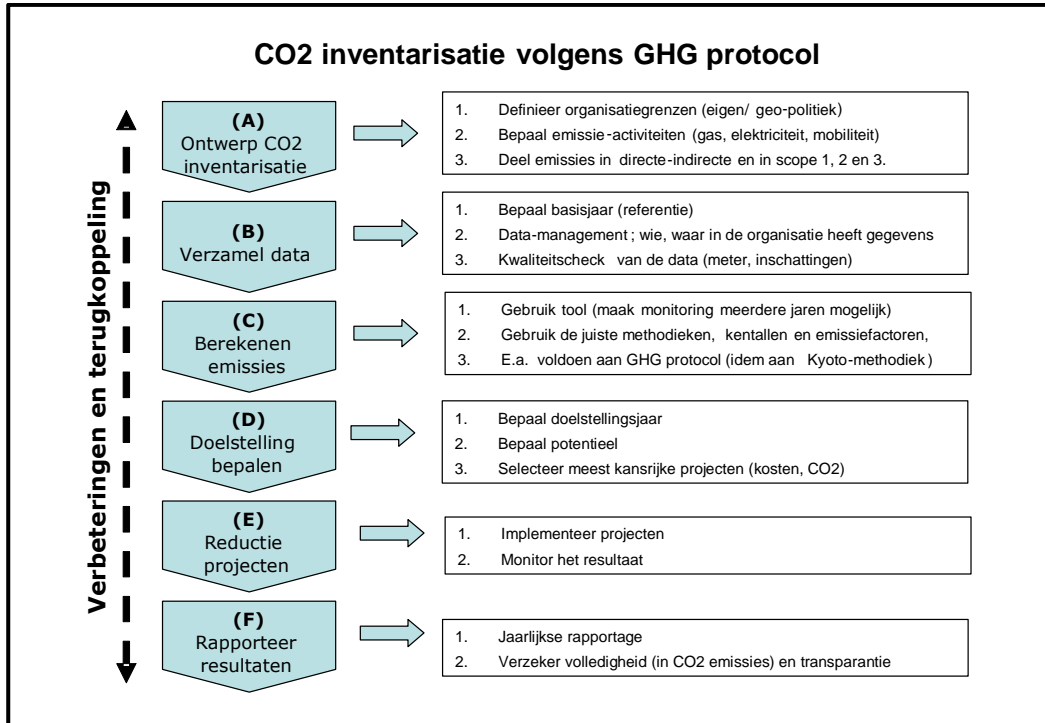 CO2 inventarisatie volgens GHG protocol
Verbeteringen en terugkoppeling
(A)
Ontwerp CO2
inventarisatie
1. Definieer organisatiegrenzen (eigen/ geo-politiek)
2. Bepaal emissie-activiteiten (gas, elektriciteit, mobiliteit)
3. Deel emissies in directe-indirecte en in scope 1, 2 en 3.
(B)
Verzamel data
1. Bepaal basisjaar (referentie)
2. Data-management; wie, waar in de organisatie heeft gegevens
3. Kwaliteitscheck van de data (meter, inschattingen)
(C)
Berekenen
emissies
1. Gebruik tool (maak monitoring meerdere jaren mogelijk)
2. Gebruik de juiste methodieken, kentallen en emissiefactoren,
3. E.a. voldoen aan GHG protocol (idem aan Kyoto-methodiek)
(D)
Doelstelling
bepalen
1. Bepaal doelstellingsjaar
2. Bepaal potentieel
3. Selecteer meest kansrijke projecten (kosten, CO2)
(E)
Reductie
projecten
1. Implementeer projecten
2. Monitor het resultaat
(F)
Rapporteer
resultaten
1. Jaarlijkse rapportage
2. Verzeker volledigheid (in CO2 emissies) en transparantie